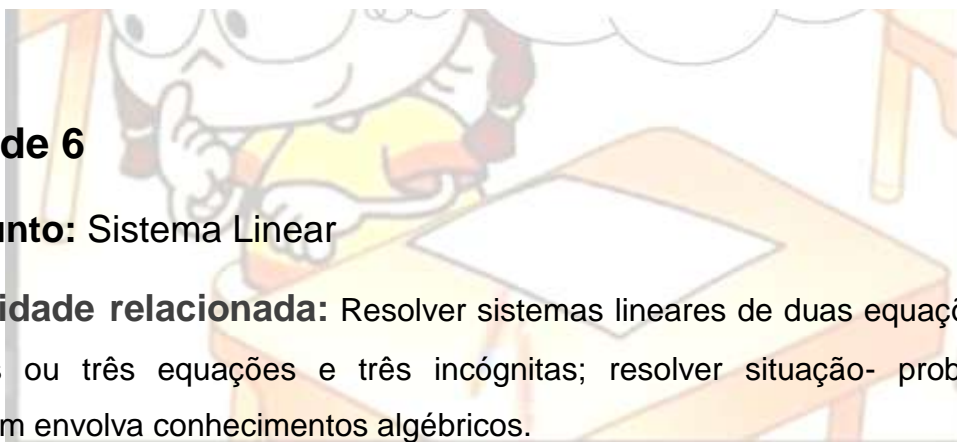 de 6
unto: Sistema Linear
idade relacionada: Resolver sistemas lineares de duas equaçõ
s ou três equações e três incógnitas; resolver situação- prob
m envolva conhecimentos algébricos.